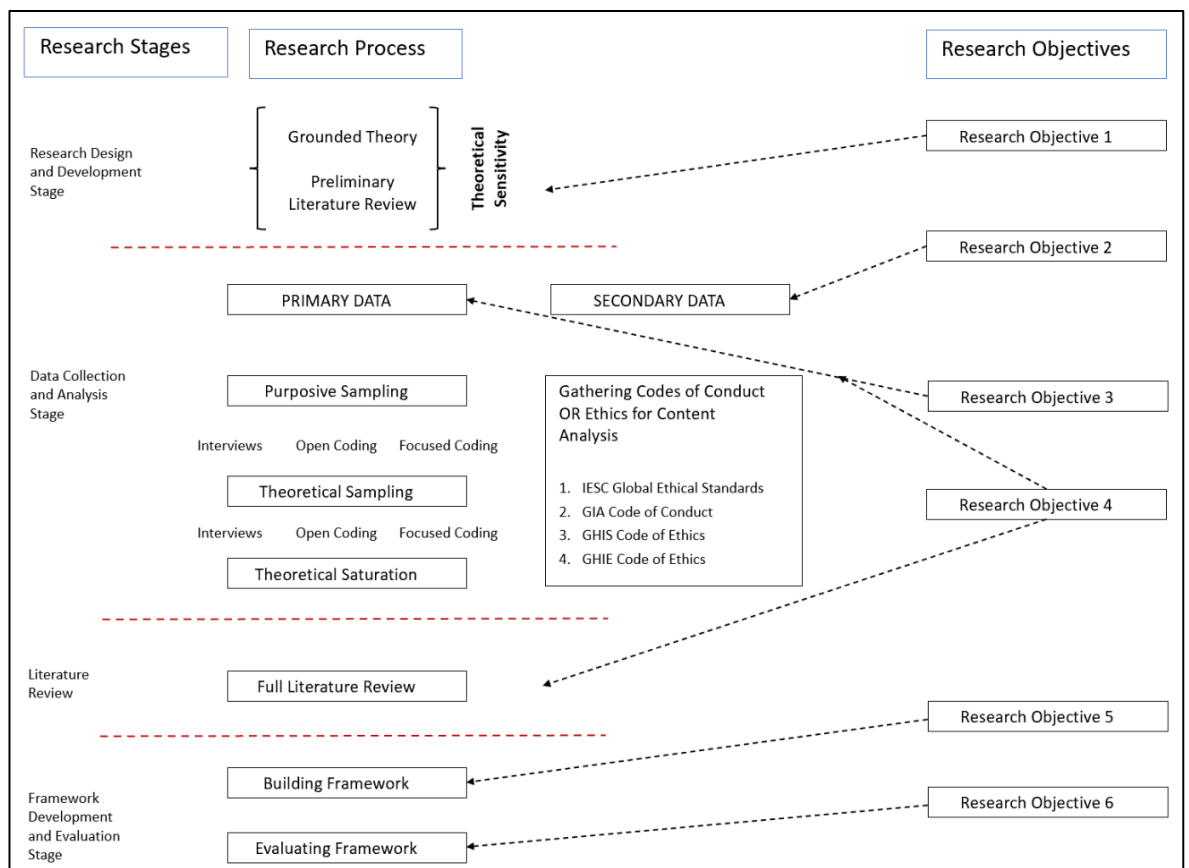 Research Stages
Research Process
Research Objectives
Research Design
and Development
Stage
Grounded Theory
Preliminary
Literature Review
Theoretical
Sensitivity
Research Objective 1
Research Objective 2
PRIMARY DATA
SECONDARY DATA
Data Collection
and Analysis
Stage
Purposive Sampling
Interviews
Open Coding
Focused Coding
Theoretical Sampling
Interviews
Open Coding
Focused Coding
Theoretical Saturation
Gathering Codes of Conduct
OR Ethics for Content
Analysis
1. IESC Global Ethical Standards
2. GIA Code of Conduct
3. GHIS Code of Ethics
4. GHIE Code of Ethics
Research Objective 3
Research Objective 4
Literature
Review
Full Literature Review
Research Objective 5
Framework
Development
and Evaluation
Stage
Building Framework
Evaluating Framework
Research Objective 6